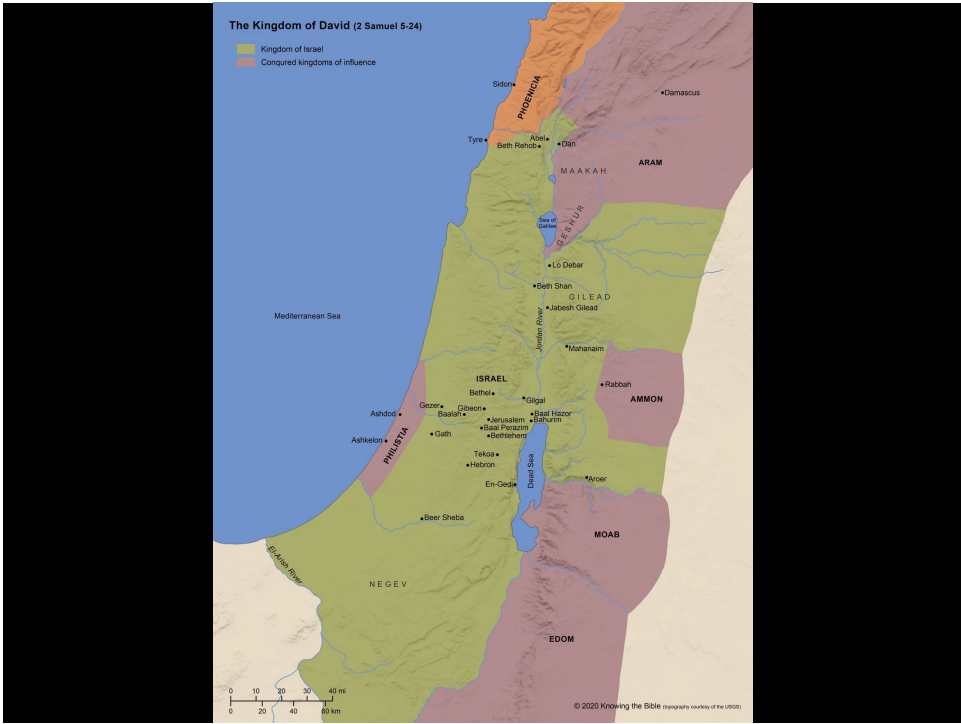 The Kingdom of David (2 Samuel 5-24)
Kingdom of Israel
Conqured kingdoms of influence
Sidon
PHOENICIA
Damascus
Tyre
Abel
Beth Rehob
Dan
ARAM
MAAKAH
Sea of
Galilee
GESHUR
Lo Debar
Beth Shan
GILEAD
Jabesh Gilead
Mediterranean Sea
Jordan River
Mahanaim
ISRAEL
Rabbah
Bethel
AMMON
Gilgal
Gezer
Gibeon
Ashdod
Baalah
Baal Hazor
Jerusalem
Bahurim
Baal Perazim
Gath
Bethlehem
Ashkelon
PHILISTIA
Tekoa
Hebron
Dead Sea
En-Gedi
Aroer
Beer Sheba
MOAB
El-Arish River
NEGEV
EDOM
0 10 20 30 40 mi
0 20 40 60 km
© 2020 Knowing the Bible (topography courtesy of the USGS)